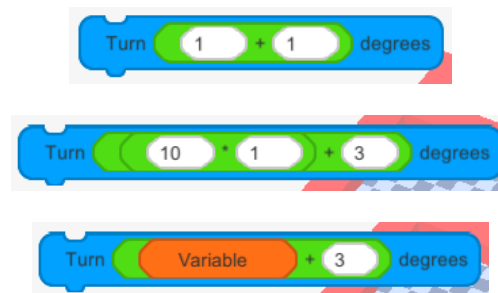 Turn 1 + 1 degrees
Turn 10 * 1 + 3 degrees
Turn Variable + 3 degrees